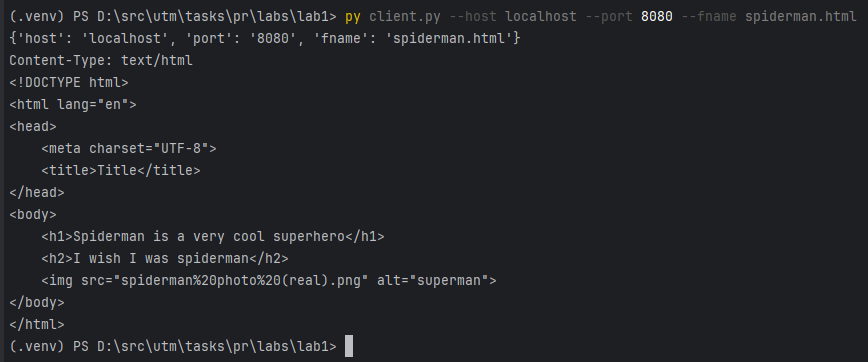 (.venv) PS D:\src\utm\tasks\pr\labs\lab1> py client.py --host localhost --port 8080 --fname spiderman.html
{'host': 'localhost', 'port': '8080', 'fname': 'spiderman.html'}
Content-Type: text/html
<!DOCTYPE html>
<html lang="en">
<head>
    <meta charset="UTF-8">
    <title>Title</title>
</head>
<body>
    <h1>Spiderman is a very cool superhero</h1>
    <h2>I wish I was spiderman</h2>
    <img src="spiderman%20photo%20(real).png" alt="superman">
</body>
</html>
(.venv) PS D:\src\utm\tasks\pr\labs\lab1>